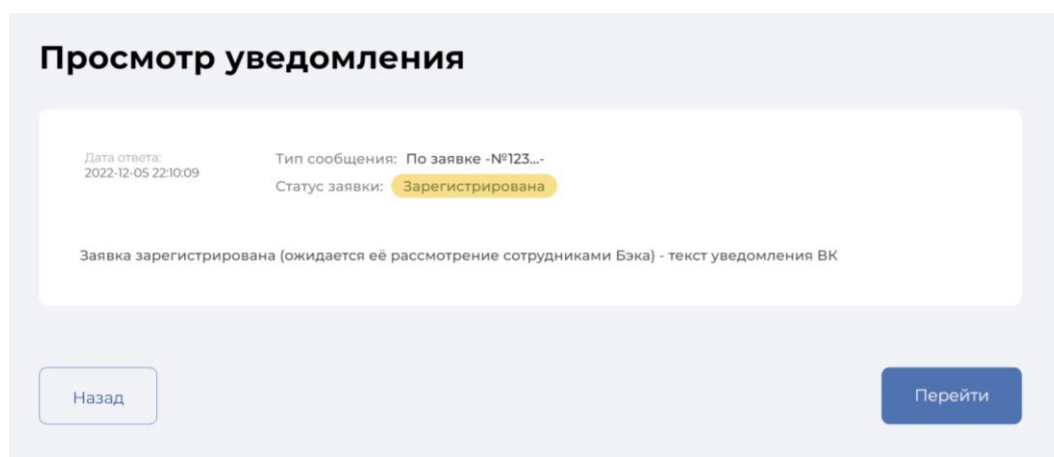 Просмотр уведомления
Дата ответа:
2022-12-05 22:10:09
Тип сообщения: По заявке -№123...-
Статус заявки: Зарегистрирована
Заявка зарегистрирована (ожидается её рассмотрение сотрудниками Бэка) - текст уведомления ВК
Назад
Перейти